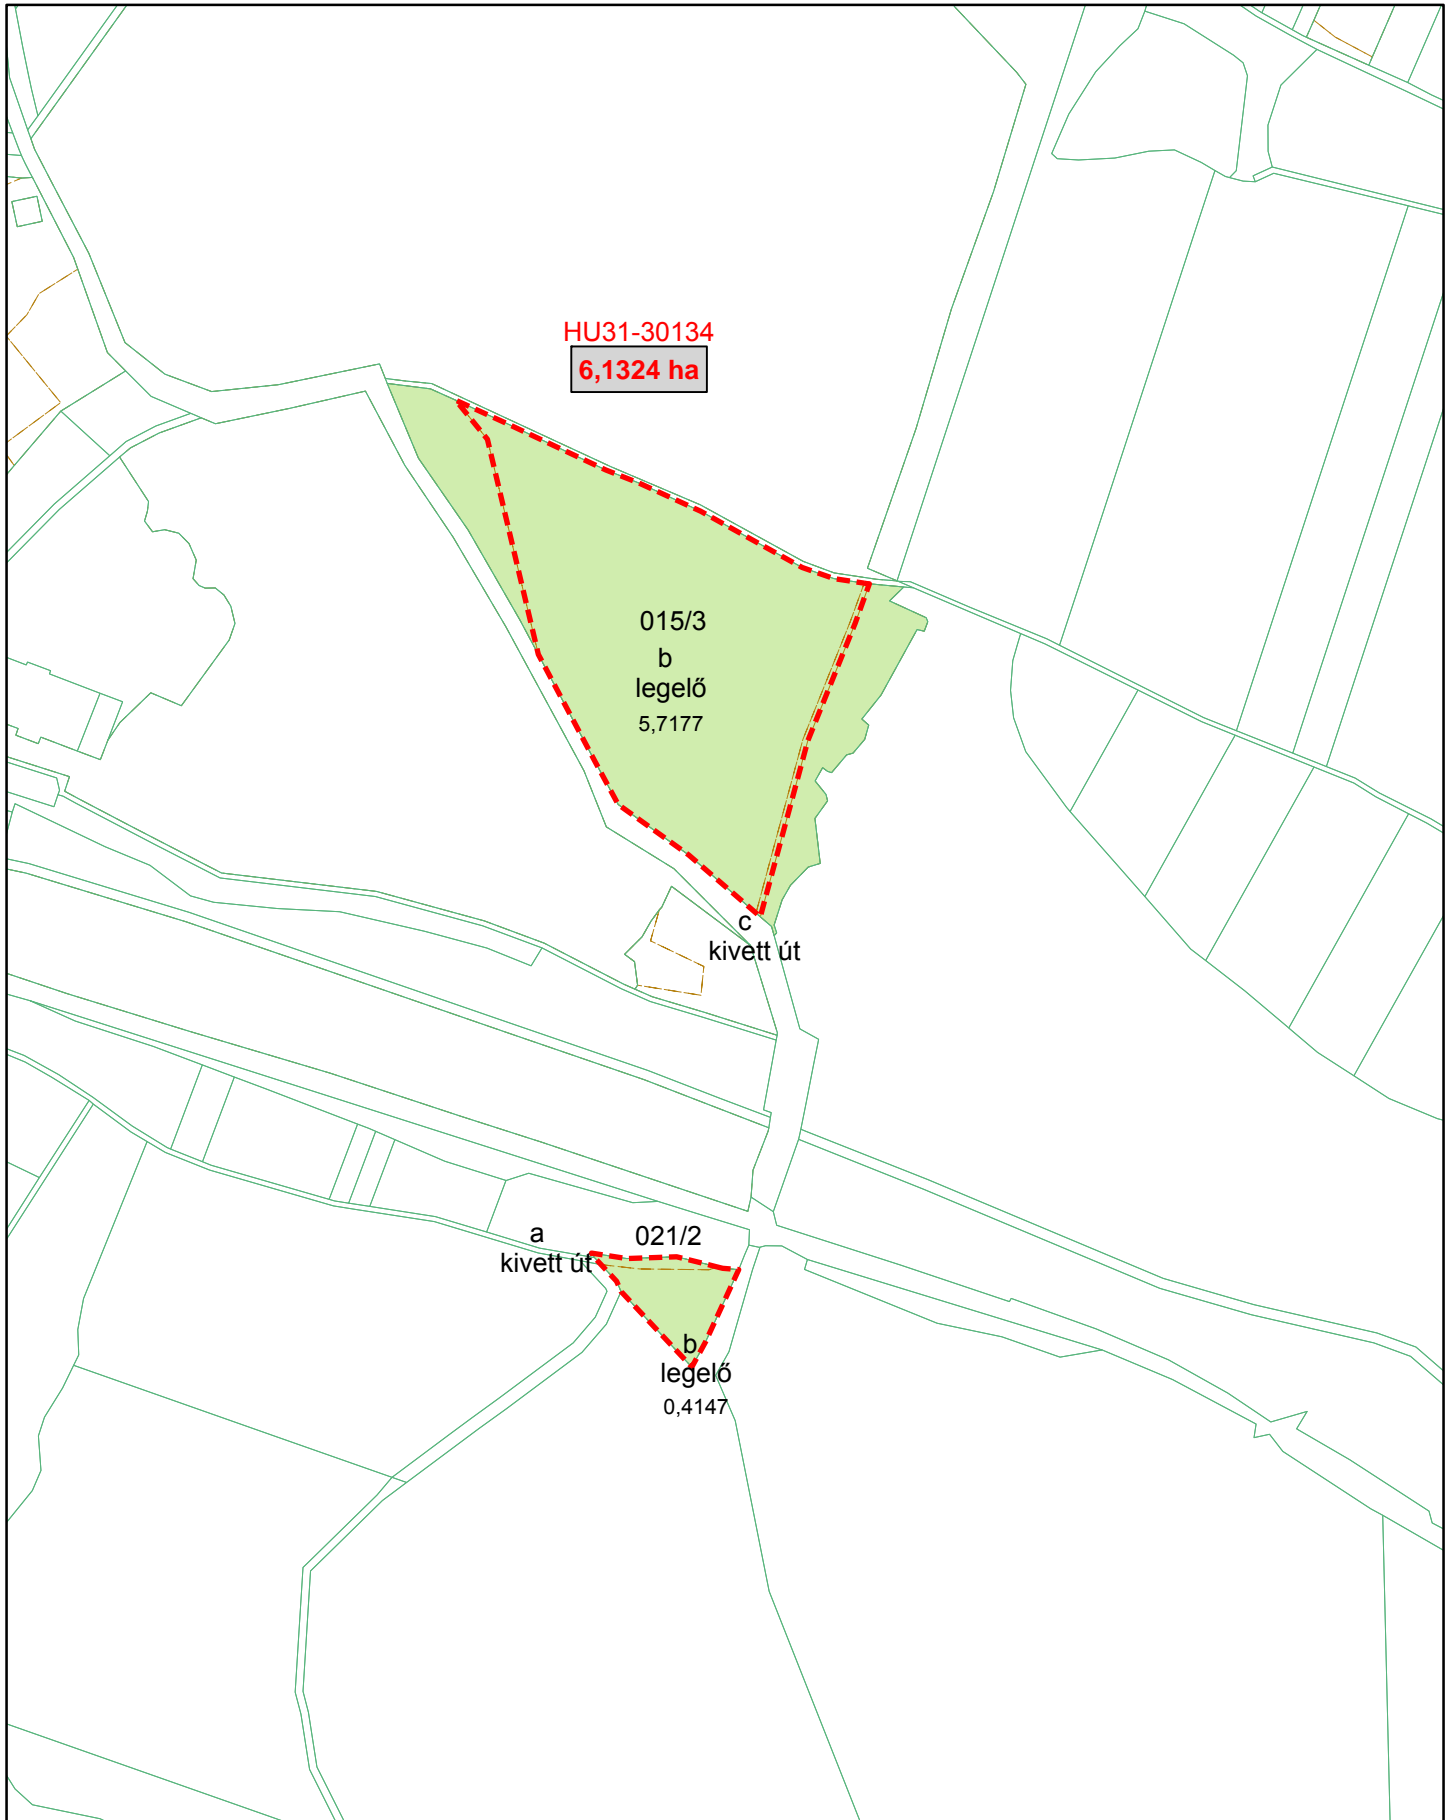 HU31-30134
6,1324 ha
015/3
b
legelő
5,7177
c
kivett út
a
kivett út
021/2
b
legelő
0,4147